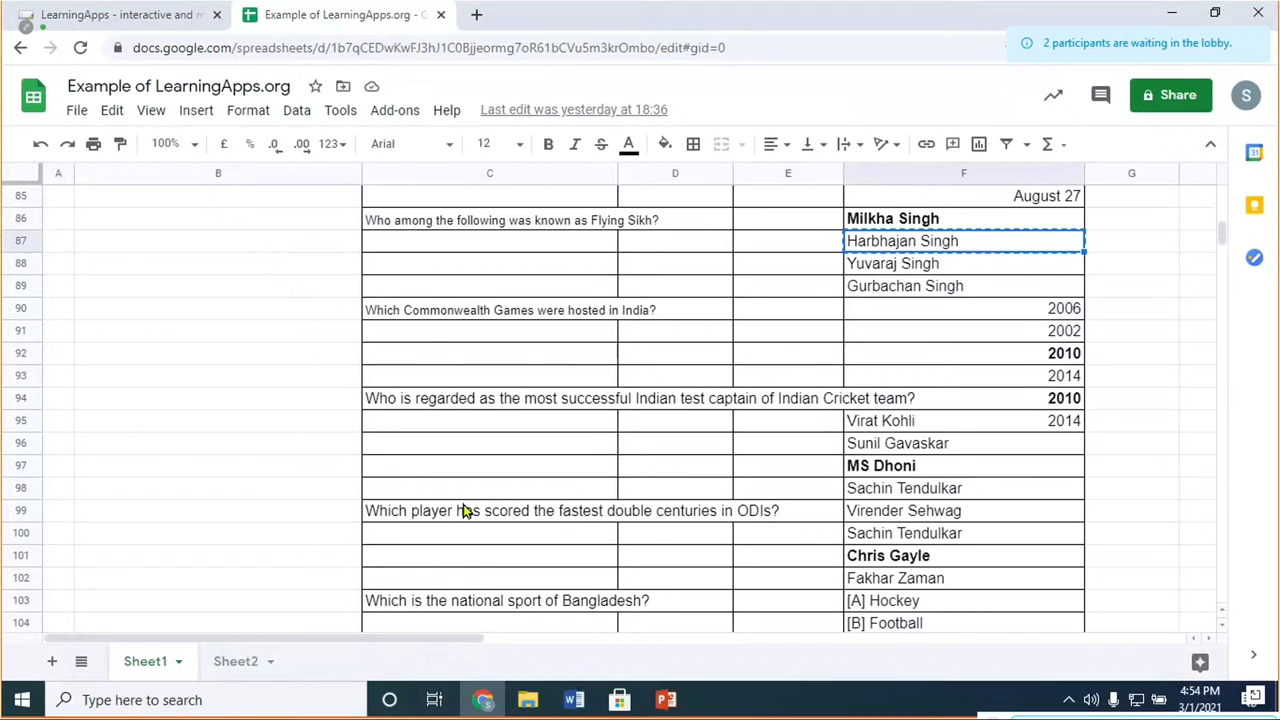 LearningApps - interactive and m
Example of LearningApps.org - G
docs.google.com/spreadsheets/d/1b7qCEDwKwFJ3hJ1C0Bjjeormg7oR61bCVu5m3krOmbo/edit#gid=0
2 participants are waiting in the lobby.
Example of LearningApps.org
File Edit View Insert Format Data Tools Add-ons Help Last edit was yesterday at 18:36
Share
S
100% £ % .0 .00 123 Arial 12 B I S A
31
A B C D E F G
85 August 27
86 Who among the following was known as Flying Sikh? Milkha Singh
87 Harbhajan Singh
88 Yuvaraj Singh
89 Gurbachan Singh
90 Which Commonwealth Games were hosted in India? 2006
91 2002
92 2010
93 2014
94 Who is regarded as the most successful Indian test captain of Indian Cricket team? 2010
95 Virat Kohli 2014
96 Sunil Gavaskar
97 MS Dhoni
98 Sachin Tendulkar
99 Which player has scored the fastest double centuries in ODIs? Virender Sehwag
100 Sachin Tendulkar
101 Chris Gayle
102 Fakhar Zaman
103 Which is the national sport of Bangladesh? [A] Hockey
104 [B] Football
Sheet1 Sheet2
Type here to search
4:54 PM
3/1/2021